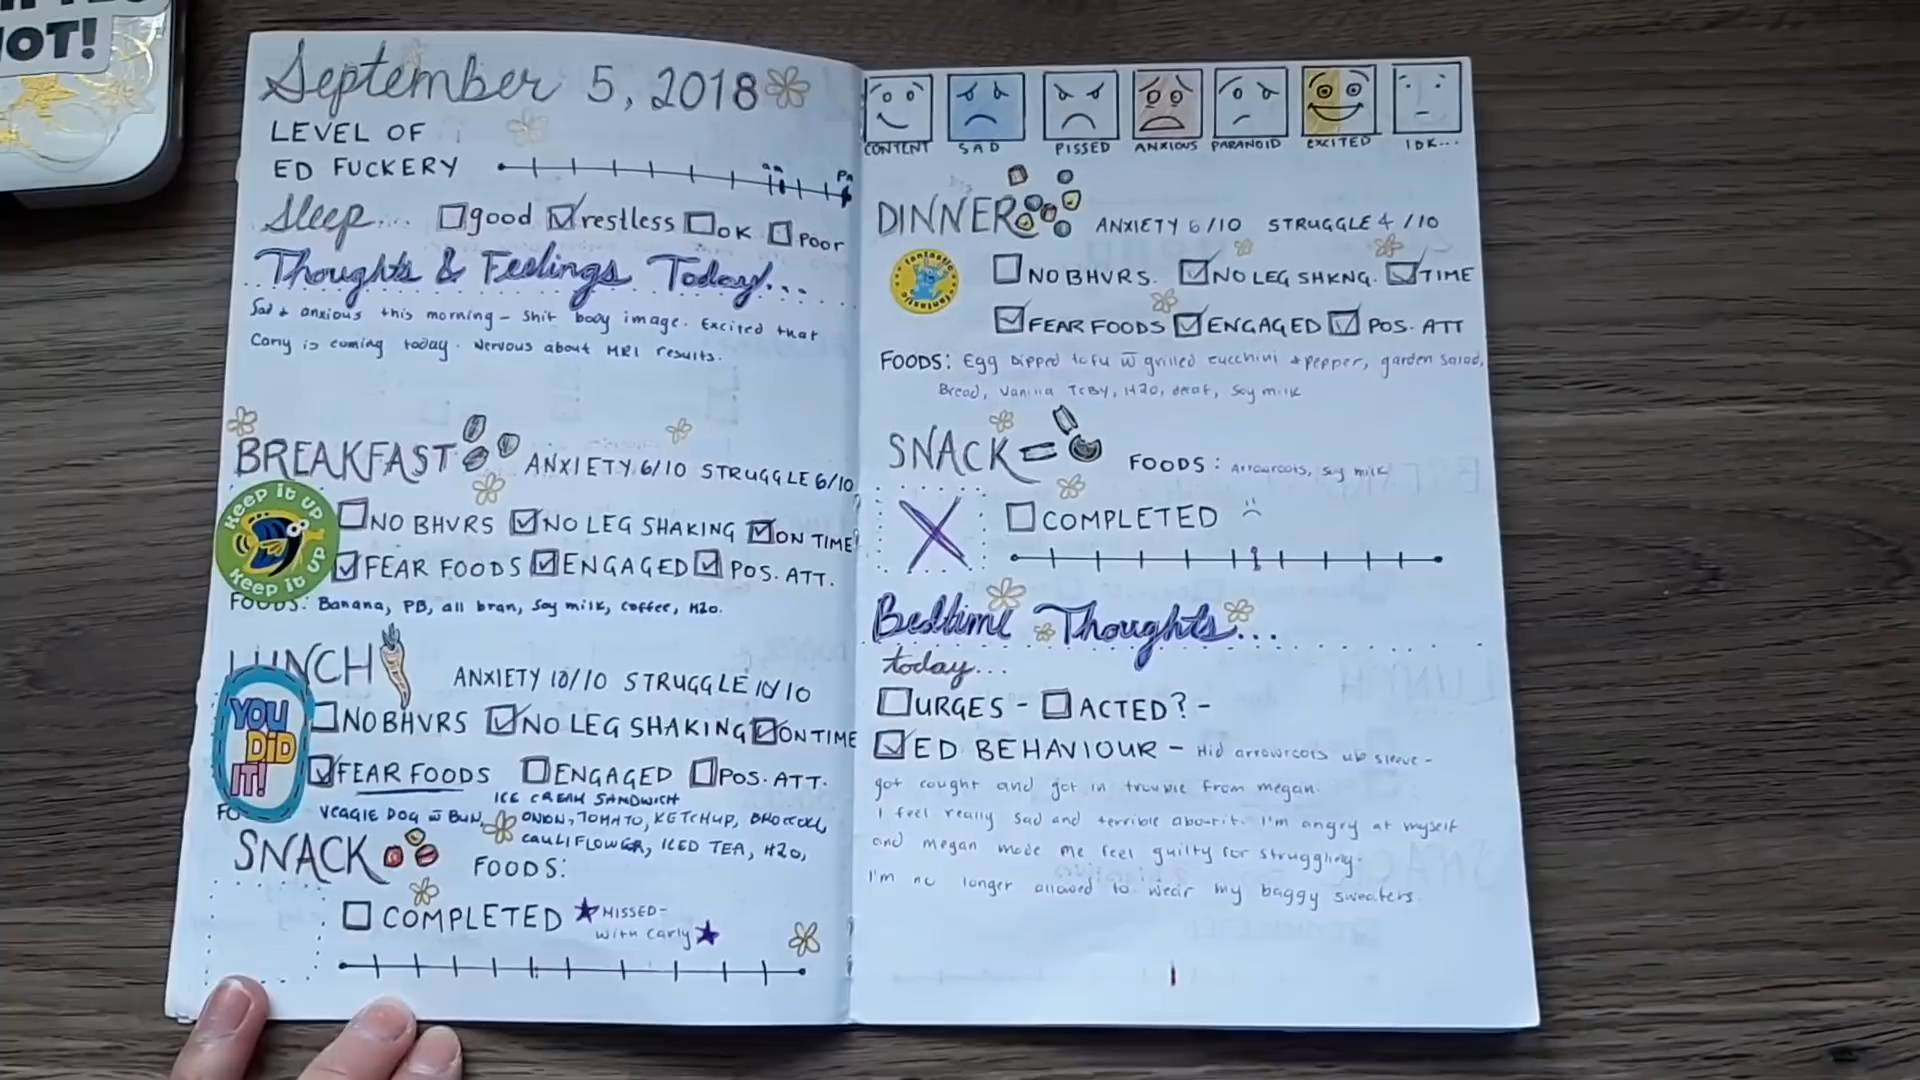 OT!
September 5, 2018
LEVEL OF
ED FUCKERY
am
Pm
Sleep... good restless OK Poor
Thoughts & Feelings Today...
Sad + anxious this morning - shit body image. Excited that
Carly is coming today. Nervous about MRI results.
BREAKFAST ANXIETY 6/10 STRUGGLE 6/10
Keep it up
Keep it up
NO BHVRS NO LEG SHAKING ON TIME
FEAR FOODS ENGAGED POS. ATT.
FOODS: Banana, PB, all bran, Soy milk, coffee, H2o.
LUNCH ANXIETY 10/10 STRUGGLE 10/10
YOU DiD IT!
NO BHVRS NO LEG SHAKING ON TIME
FEAR FOODS ENGAGED POS. ATT.
ICE CREAM SANDWICH
FO
VEGGIE DOG w BUN, ONION, TOMATO, KETCHUP, BROCCOLI,
CAULIFLOWER, ICED TEA, H2O,
SNACK FOODS:
COMPLETED MISSED-
with Carly
CONTENT SAD PISSED ANXIOUS PARANOID EXCITED IDK...
DINNER ANXIETY 6/10 STRUGGLE 4/10
fantastic
fantastic
NO BHVRS. NO LEG SHKNG. TIME
FEAR FOODS ENGAGED POS. ATT
FOODS: Egg Dipped tofu w grilled zucchini + pepper, garden salad,
Bread, Vanilla TCBY, H2O, decaf, Soy milk
SNACK FOODS: Arrowroots, soy milk
COMPLETED :(
Bedtime Thoughts...
today...
URGES - ACTED? -
ED BEHAVIOUR - Hid arrowroots up sleeve -
got caught and got in trouble from megan.
I feel really sad and terrible about it. I'm angry at myself
and megan made me feel guilty for struggling.
I'm no longer allowed to wear my baggy sweaters.